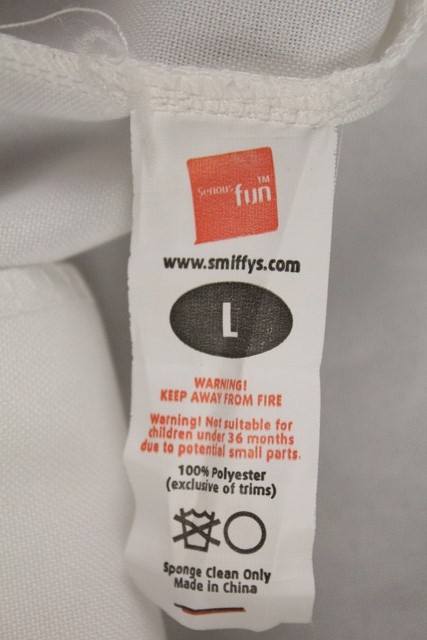 Serious
fun™
www.smiffys.com
L
WARNING!
KEEP AWAY FROM FIRE
Warning! Not suitable for
children under 36 months
due to potential small parts.
100% Polyester
(exclusive of trims)
Sponge Clean Only
Made in China